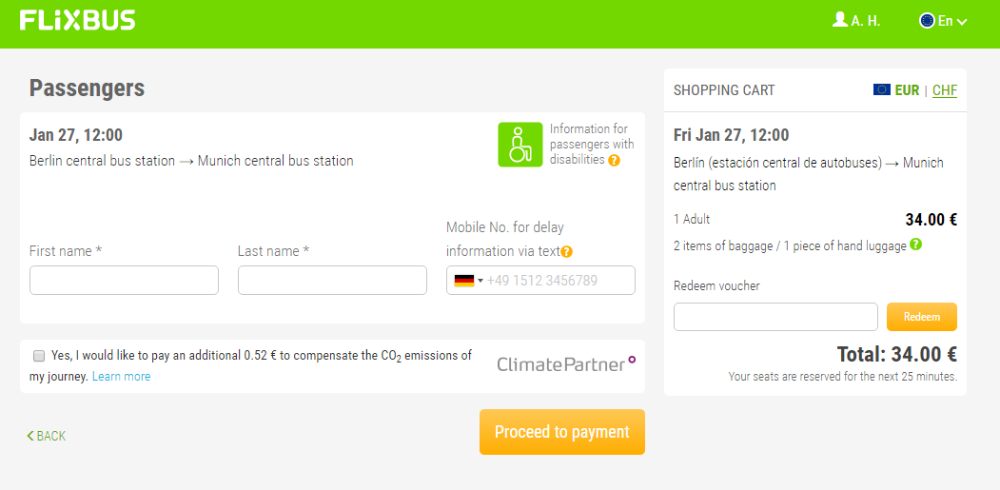 FLiXBUS
A. H.
En
Passengers
Jan 27, 12:00
Berlin central bus station → Munich central bus station
Information for
passengers with
disabilities ?
First name *
Last name *
Mobile No. for delay
information via text?
+49 1512 3456789
Yes, I would like to pay an additional 0.52 € to compensate the CO2 emissions of
my journey. Learn more
ClimatePartner
BACK
Proceed to payment
SHOPPING CART
EUR | CHF
Fri Jan 27, 12:00
Berlín (estación central de autobuses) → Munich
central bus station
1 Adult 34.00 €
2 items of baggage / 1 piece of hand luggage ?
Redeem voucher
Redeem
Total: 34.00 €
Your seats are reserved for the next 25 minutes.